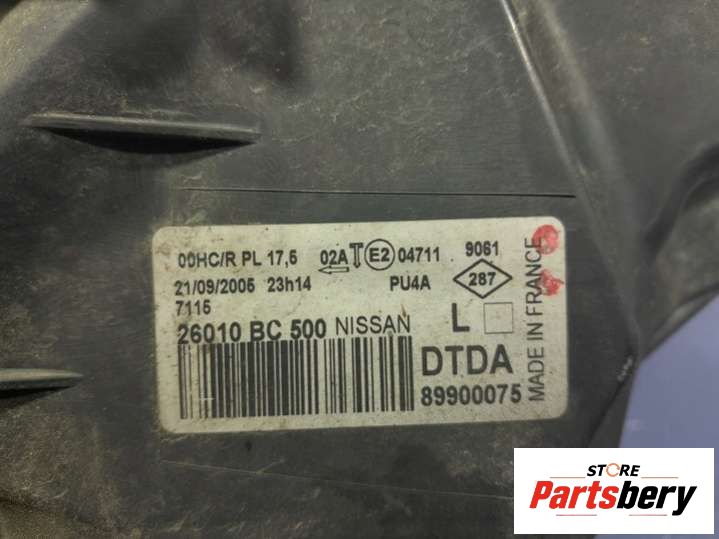 00HC/R PL 17,5 02A E2 04711 9061
21/09/2005 23h14 PU4A 287
7115
26010 BC 500 NISSAN L
DTDA
89900075
MADE IN FRANCE
STORE
Partsbery